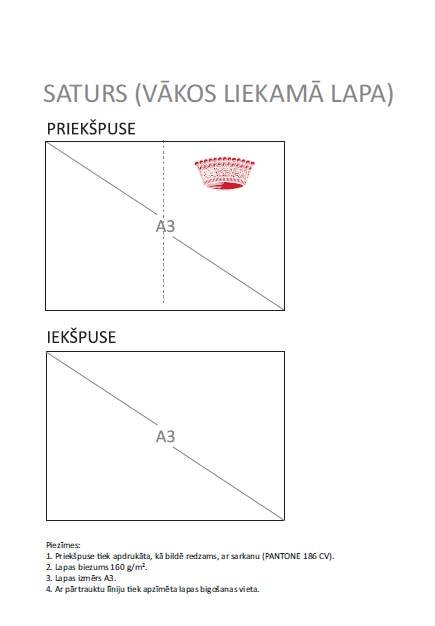 SATURS (VĀKOS LIEKAMĀ LAPA)
PRIEKŠPUSE
A3
IEKŠPUSE
A3
Piezīmes:
1. Priekšpuse tiek apdrukāta, kā bildē redzams, ar sarkanu (PANTONE 186 CV).
2. Lapas biezums 160 g/m².
3. Lapas izmērs A3.
4. Ar pārtrauktu līniju tiek apzīmēta lapas bigošanas vieta.